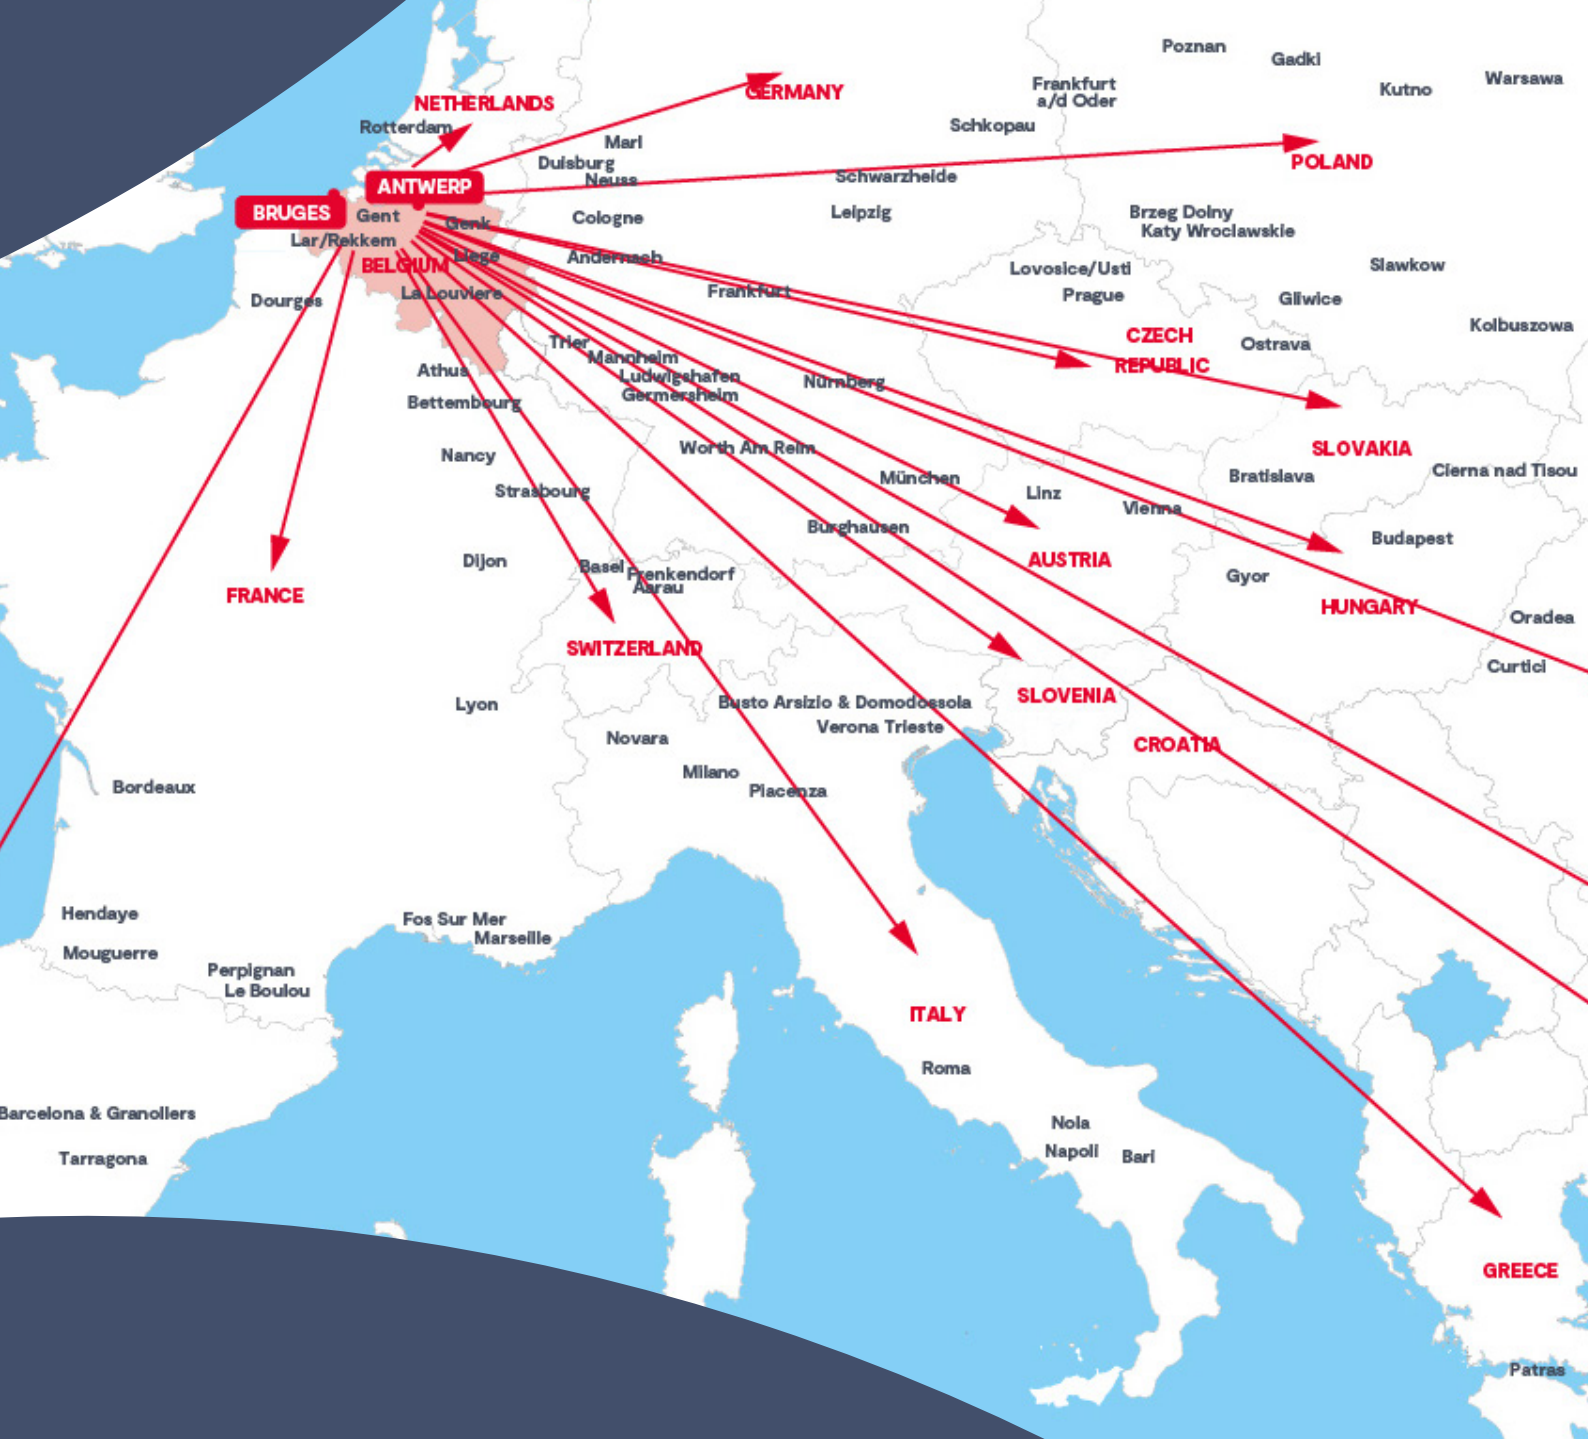 Poznan
Gadki
Warsawa
Kutno
Frankfurt
a/d Oder
GERMANY
NETHERLANDS
Rotterdam
Schkopau
Marl
Duisburg
POLAND
Neuss
Schwarzheide
ANTWERP
BRUGES
Gent
Genk
Cologne
Leipzig
Brzeg Dolny
Katy Wroclawskie
Lar/Rekkem
Liege
Andernach
BELGIUM
Lovosice/Usti
Slawkow
La Louviere
Frankfurt
Prague
Dourges
Gliwice
Kolbuszowa
CZECH
REPUBLIC
Ostrava
Trier
Mannheim
Ludwigshafen
Germersheim
Athus
Nürnberg
Bettembourg
Worth Am Reim
SLOVAKIA
Nancy
Bratislava
Cierna nad Tisou
München
Strasbourg
Linz
Vienna
Burghausen
Budapest
Dijon
Basel
Frenkendorf
Aarau
AUSTRIA
Gyor
FRANCE
HUNGARY
Oradea
SWITZERLAND
Curtici
SLOVENIA
Lyon
Busto Arsizio & Domodossola
Verona Trieste
Novara
CROATIA
Milano
Piacenza
Bordeaux
Hendaye
Fos Sur Mer
Marseille
Mouguerre
Perpignan
Le Boulou
ITALY
Roma
Barcelona & Granollers
Nola
Napoli
Bari
Tarragona
GREECE
Patras